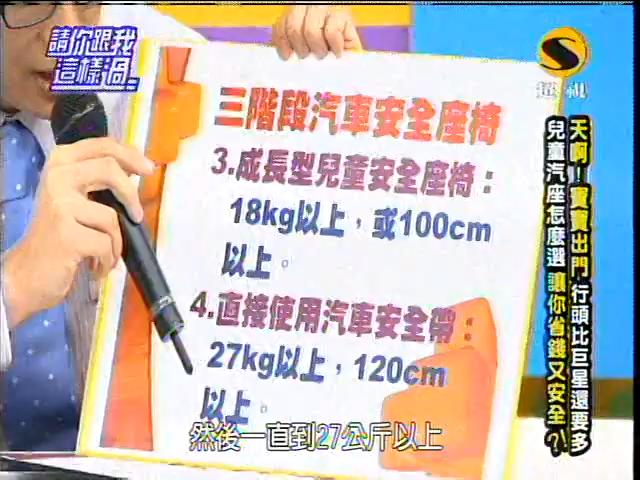 請你跟我
這樣過
超視
三階段汽車安全座椅
3.成長型兒童安全座椅：
18kg以上，或100cm
以上。
4.直接使用汽車安全帶：
27kg以上，120cm
以上。
天啊！寶寶出門 行頭比巨星還要多
兒童汽座怎麼選 讓你省錢又安全？！
然後一直到27公斤以上